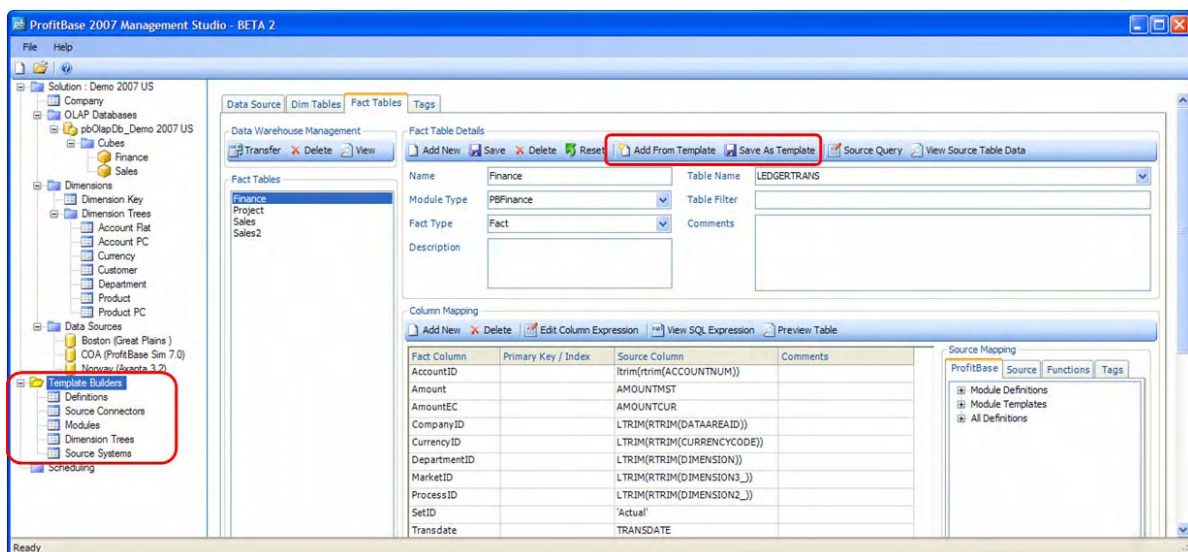 ProfitBase 2007 Management Studio - BETA 2
File Help
Solution : Demo 2007 US
Company
OLAP Databases
pbOlapDb_Demo 2007 US
Cubes
Finance
Sales
Dimensions
Dimension Key
Dimension Trees
Account Flat
Account PC
Currency
Customer
Department
Product
Product PC
Data Sources
Boston (Great Plains )
COA (ProfitBase Sim 7.0)
Norway (Axapta 3.2)
Template Builders
Definitions
Source Connectors
Modules
Dimension Trees
Source Systems
Scheduling
Data Source Dim Tables Fact Tables Tags
Data Warehouse Management
Transfer Delete View
Fact Tables
Finance
Project
Sales
Sales2
Fact Table Details
Add New Save Delete Reset Add From Template Save As Template Source Query View Source Table Data
Name Finance Table Name LEDGERTRANS
Module Type PBFinance Table Filter
Fact Type Fact Comments
Description
Column Mapping
Add New Delete Edit Column Expression View SQL Expression Preview Table
Fact Column Primary Key / Index Source Column Comments
AccountID ltrim(rtrim(ACCOUNTNUM))
Amount AMOUNTMST
AmountEC AMOUNTCUR
CompanyID LTRIM(RTRIM(DATAAREAID))
CurrencyID LTRIM(RTRIM(CURRENCYCODE))
DepartmentID LTRIM(RTRIM(DIMENSION))
MarketID LTRIM(RTRIM(DIMENSION3_))
ProcessID LTRIM(RTRIM(DIMENSION2_))
SetID 'Actual'
Transdate TRANSDATE
Source Mapping
ProfitBase Source Functions Tags
Module Definitions
Module Templates
All Definitions
Ready